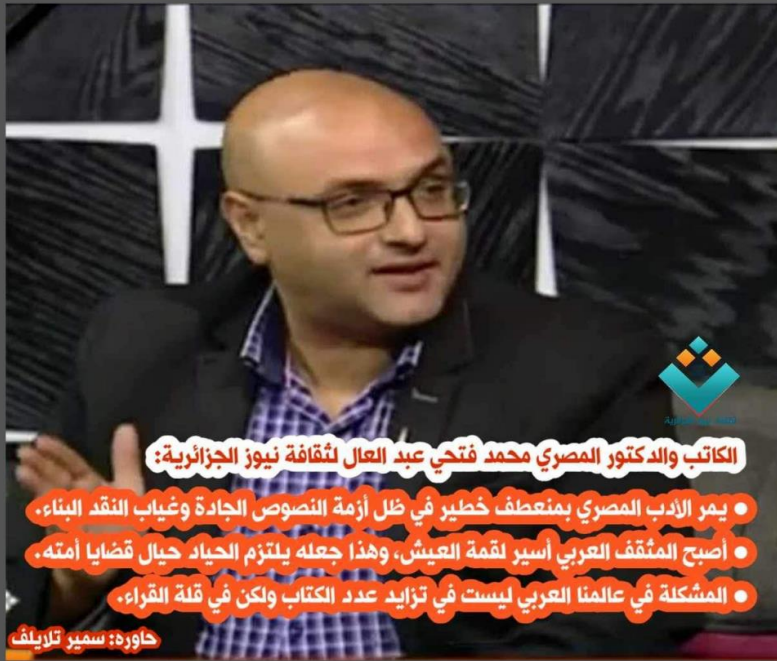 الكاتب والدكتور المصري محمد فتحي عبد العال لثقافة نيوز الجزائرية:
● يمر الأدب المصري بمنعطف خطير في ظل أزمة النصوص الجادة وغياب النقد البناء.
● أصبح المثقف العربي أسير لقمة العيش، وهذا جعله يلتزم الحياد حيال قضايا أمته.
● المشكلة في عالمنا العربي ليست في تزايد عدد الكتاب ولكن في قلة القراء.
حاوره: سمير تلايلف